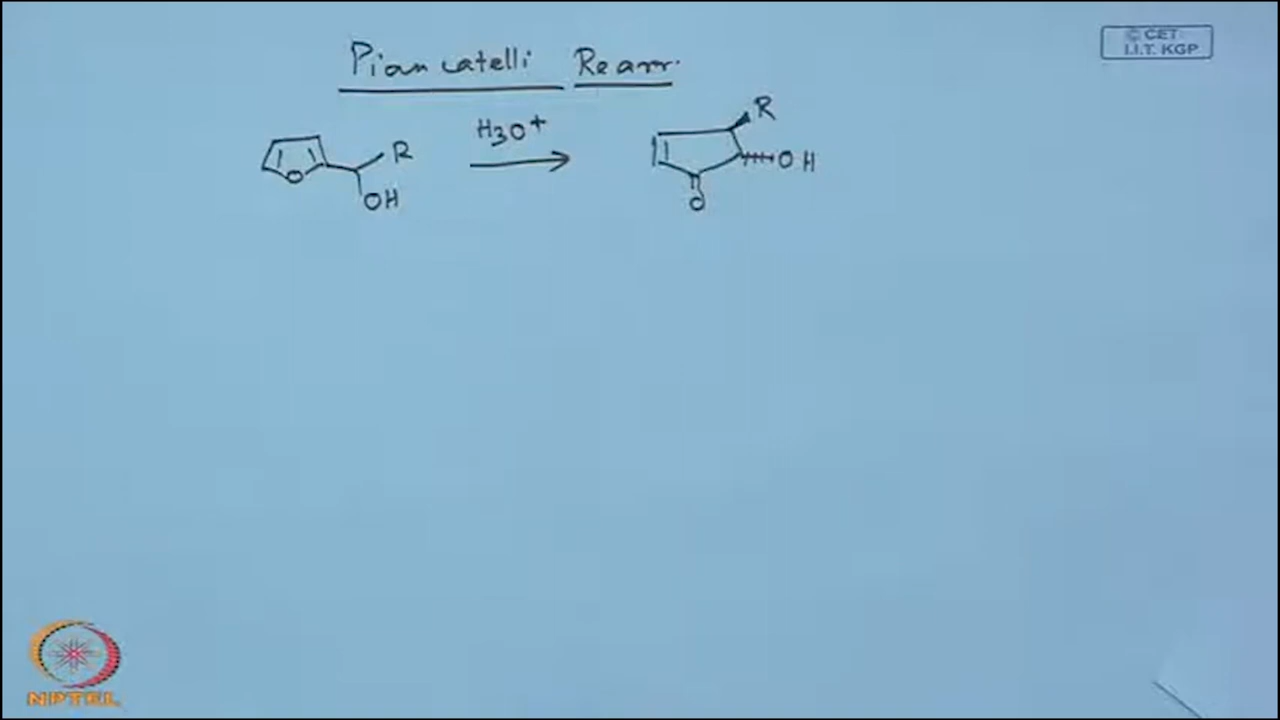 © CET
I.I.T. KGP
Piancatelli Rearr.
H3O+
R
O
OH
R
OH
O
NPTEL